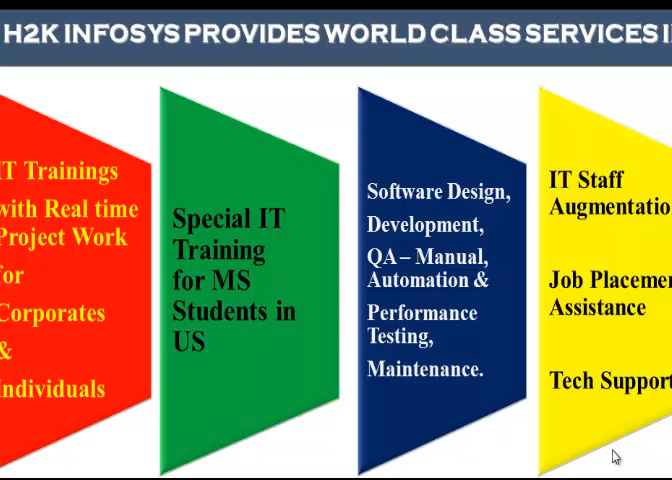 H2K INFOSYS PROVIDES WORLD CLASS SERVICES I
IT Trainings
with Real time
Project Work
for
Corporates
&
individuals
Special IT
Training
for MS
Students in
US
Software Design,
Development,
QA – Manual,
Automation &
Performance
Testing,
Maintenance.
IT Staff
Augmentatio
Job Placemen
Assistance
Tech Support